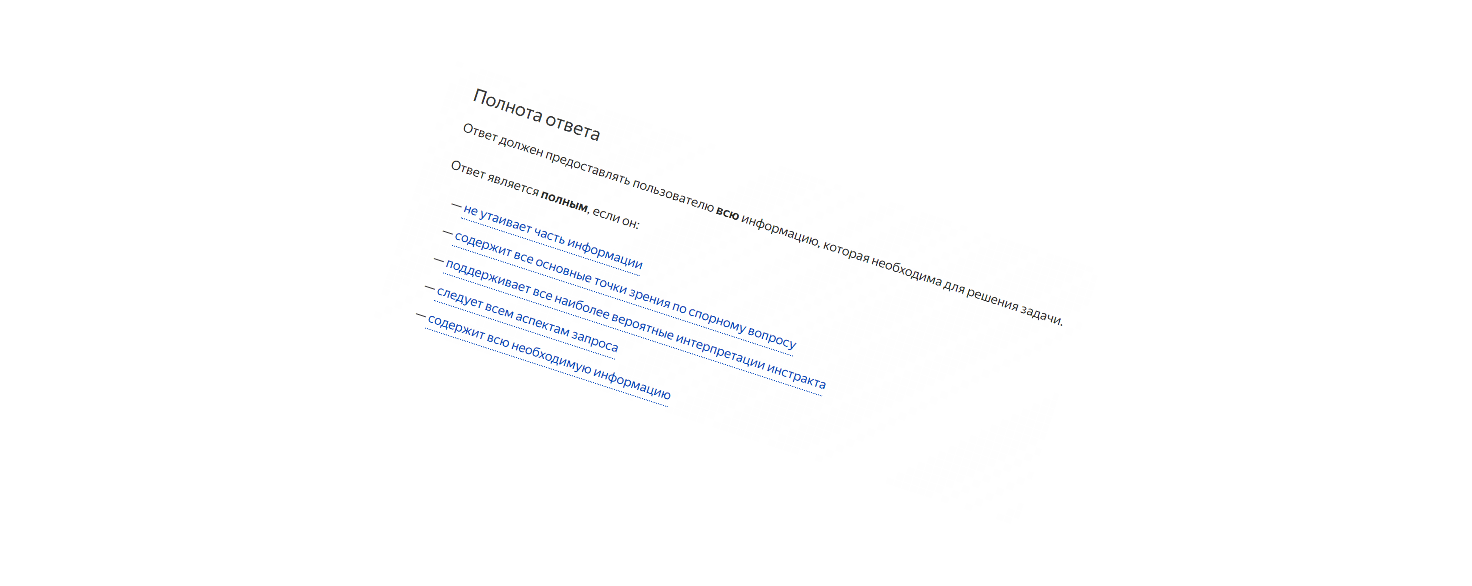 Полнота ответа
Ответ должен предоставлять пользователю всю информацию, которая необходима для решения задачи.
Ответ является полным, если он:
— не утаивает часть информации
— содержит все основные точки зрения по спорному вопросу
— поддерживает все наиболее вероятные интерпретации инстракта
— следует всем аспектам запроса
— содержит всю необходимую информацию